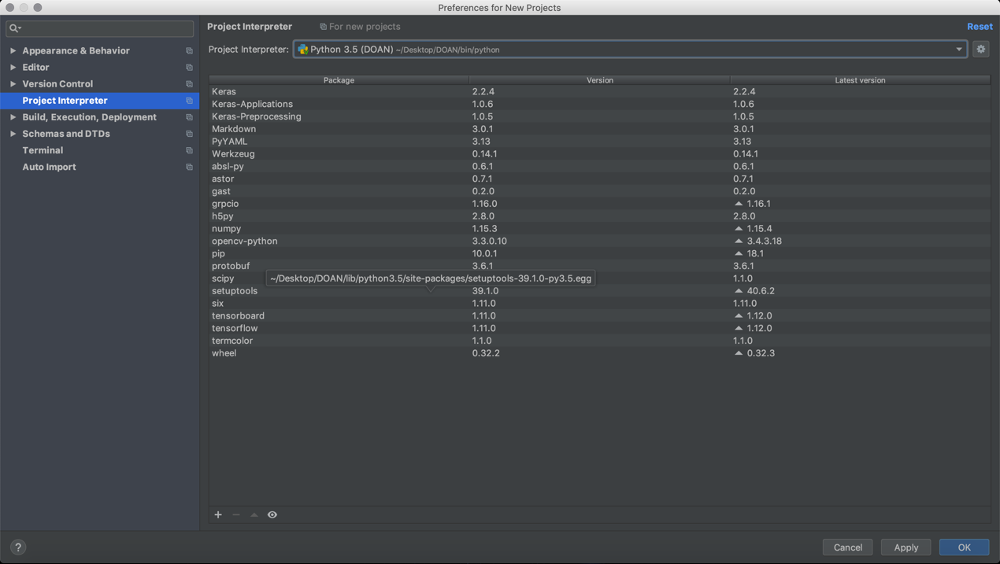 Preferences for New Projects
Project Interpreter For new projects Reset
Appearance & Behavior
Editor
Version Control
Project Interpreter
Build, Execution, Deployment
Schemas and DTDs
Terminal
Auto Import
Project Interpreter: Python 3.5 (DOAN) ~/Desktop/DOAN/bin/python
Package Version Latest version
Keras 2.2.4 2.2.4
Keras-Applications 1.0.6 1.0.6
Keras-Preprocessing 1.0.5 1.0.5
Markdown 3.0.1 3.0.1
PyYAML 3.13 3.13
Werkzeug 0.14.1 0.14.1
absl-py 0.6.1 0.6.1
astor 0.7.1 0.7.1
gast 0.2.0 0.2.0
grpcio 1.16.0 1.16.1
h5py 2.8.0 2.8.0
numpy 1.15.3 1.15.4
opencv-python 3.3.0.10 3.4.3.18
pip 10.0.1 18.1
protobuf 3.6.1 3.6.1
scipy ~/Desktop/DOAN/lib/python3.5/site-packages/setuptools-39.1.0-py3.5.egg 1.1.0
setuptools 39.1.0 40.6.2
six 1.11.0 1.11.0
tensorboard 1.11.0 1.12.0
tensorflow 1.11.0 1.12.0
termcolor 1.1.0 1.1.0
wheel 0.32.2 0.32.3
? Cancel Apply OK